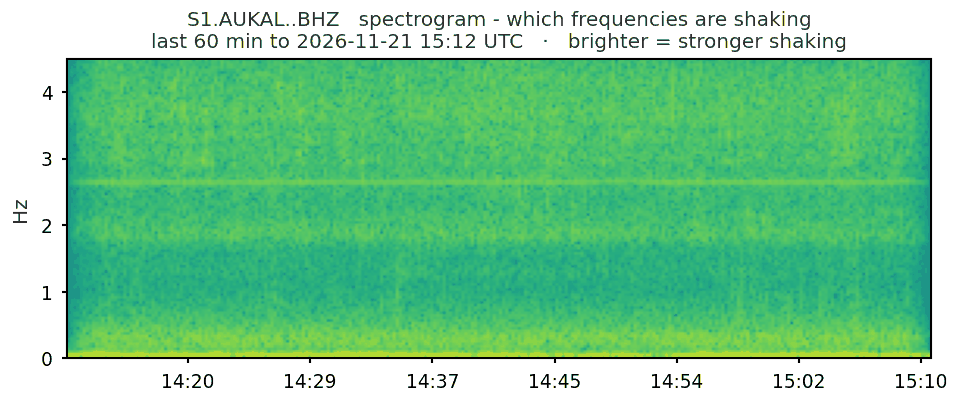 S1.AUKAL..BHZ   spectrogram - which frequencies are shaking
last 60 min to 2026-11-21 15:12 UTC   ·   brighter = stronger shaking
4
3
Hz
2
1
0
14:20 14:29 14:37 14:45 14:54 15:02 15:10